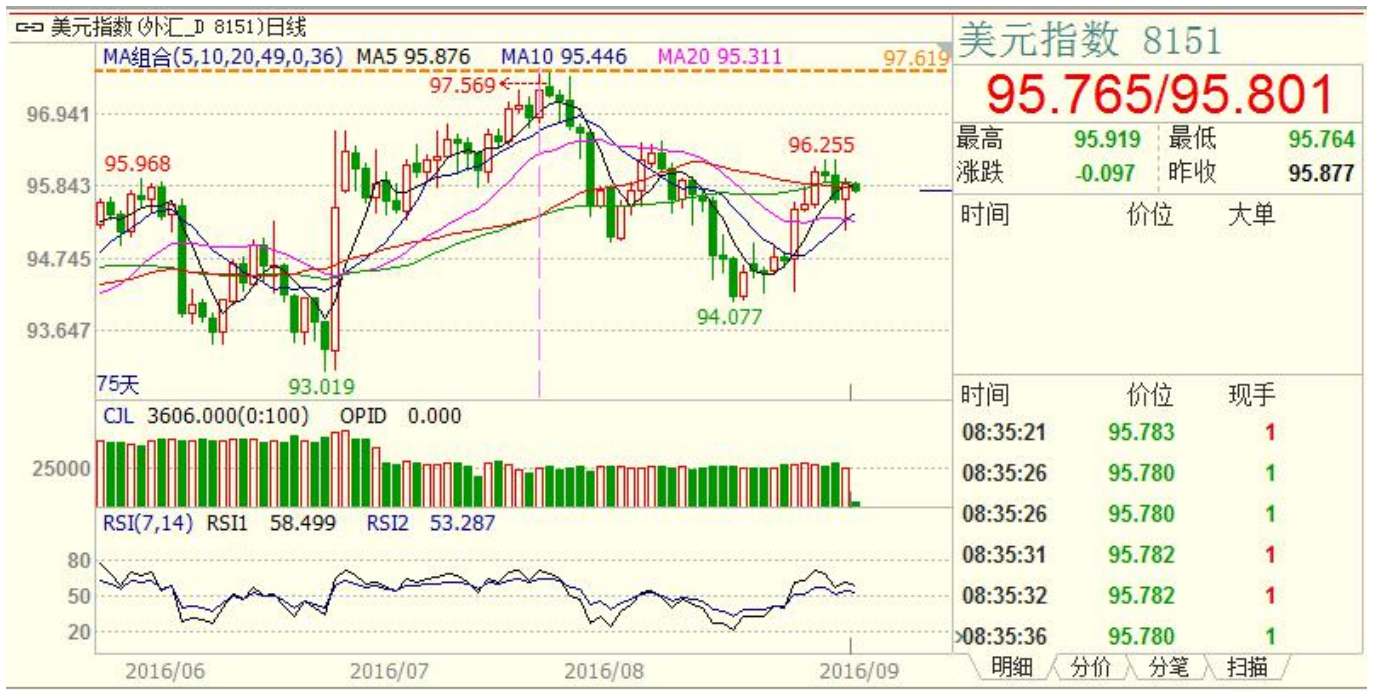 美元指数(外汇_D 8151)日线
MA组合(5,10,20,49,0,36) MA5 95.876 MA10 95.446 MA20 95.311 97.619
97.569
96.941
95.968
96.255
95.843
94.745
94.077
93.647
93.019
75天
CJL 3606.000(0:100) OPID 0.000
25000
RSI(7,14) RSI1 58.499 RSI2 53.287
80
50
20
2016/06 2016/07 2016/08 2016/09
美元指数 8151
95.765/95.801
最高 95.919 最低 95.764
涨跌 -0.097 昨收 95.877
时间 价位 大单
时间 价位 现手
08:35:21 95.783 1
08:35:26 95.780 1
08:35:26 95.780 1
08:35:31 95.782 1
08:35:32 95.782 1
08:35:36 95.780 1
明细 分价 分笔 扫描